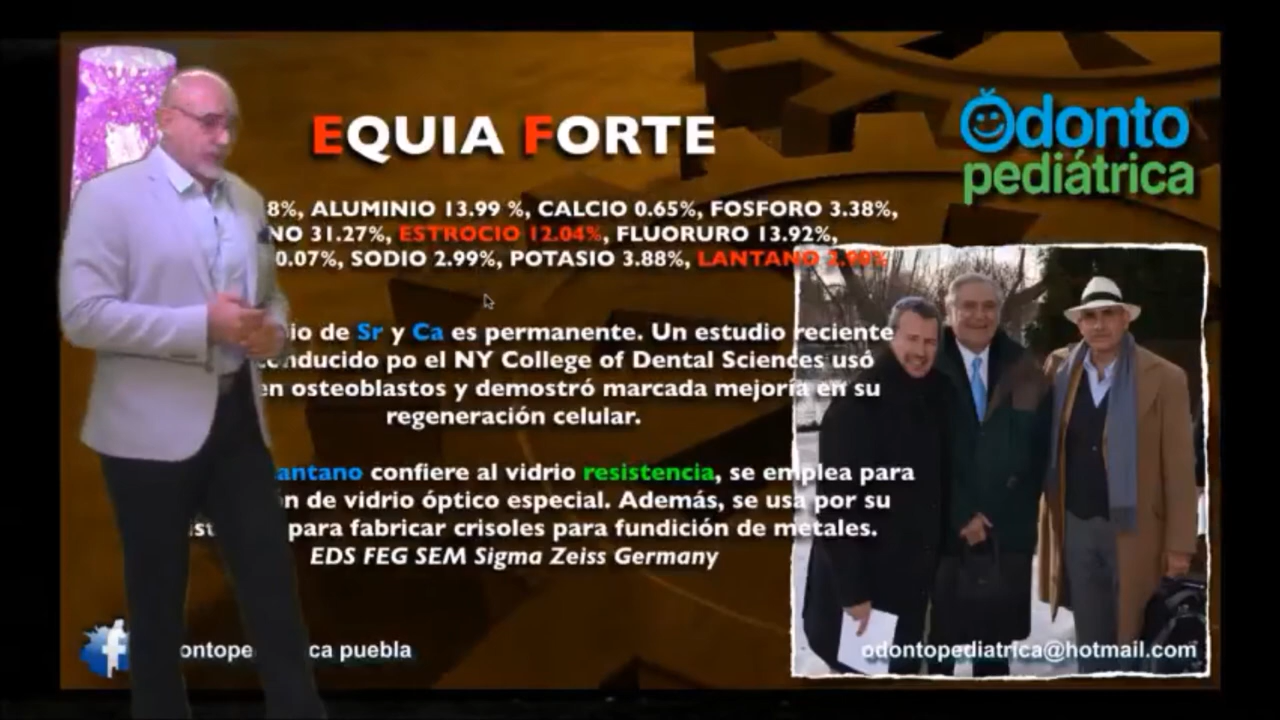 EQUIA FORTE
Odonto
pediátrica
8%, ALUMINIO 13.99 %, CALCIO 0.65%, FOSFORO 3.38%,
NO 31.27%, ESTROCIO 12.04%, FLUORURO 13.92%,
0.07%, SODIO 2.99%, POTASIO 3.88%, LANTANO
io de Sr y Ca es permanente. Un estudio reciente
conducido po el NY College of Dental Sciences usó
en osteoblastos y demostró marcada mejoría en su
regeneración celular.
antano confiere al vidrio resistencia, se emplea para
n de vidrio óptico especial. Además, se usa por su
para fabricar crisoles para fundición de metales.
EDS FEG SEM Sigma Zeiss Germany
f
ontope ca puebla
odontopediatrica@hotmail.com